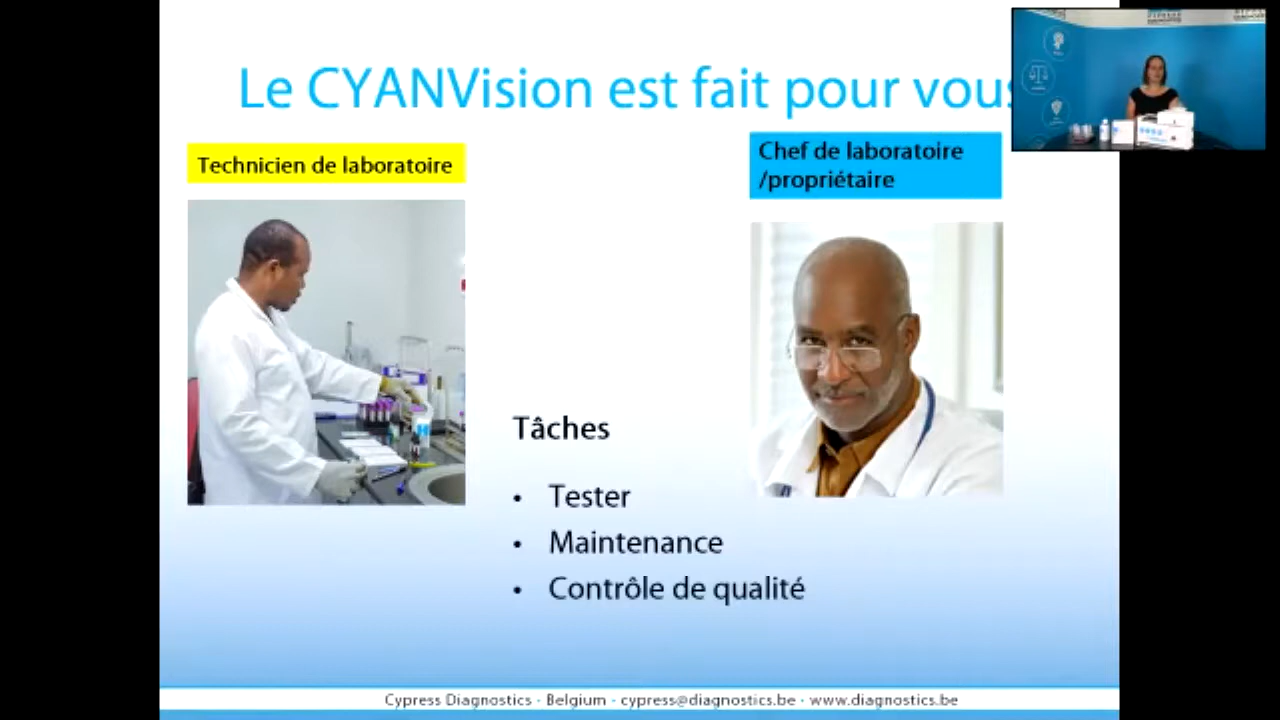 Le CYANVision est fait pour vous
Technicien de laboratoire
Chef de laboratoire
/propriétaire
Tâches
• Tester
• Maintenance
• Contrôle de qualité
Cypress Diagnostics - Belgium - cypress@diagnostics.be - www.diagnostics.be